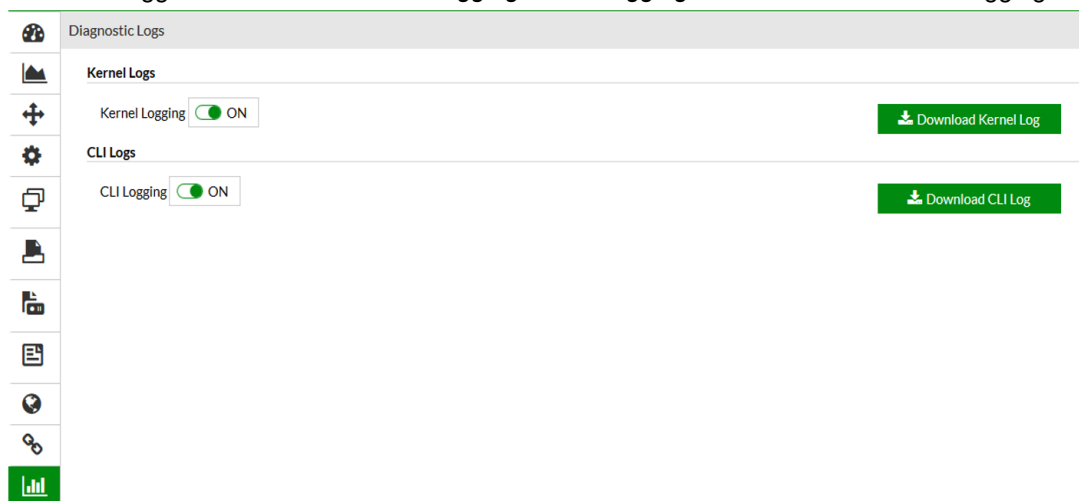 Diagnostic Logs
Kernel Logs
Kernel Logging ON
Download Kernel Log
CLI Logs
CLI Logging ON
Download CLI Log